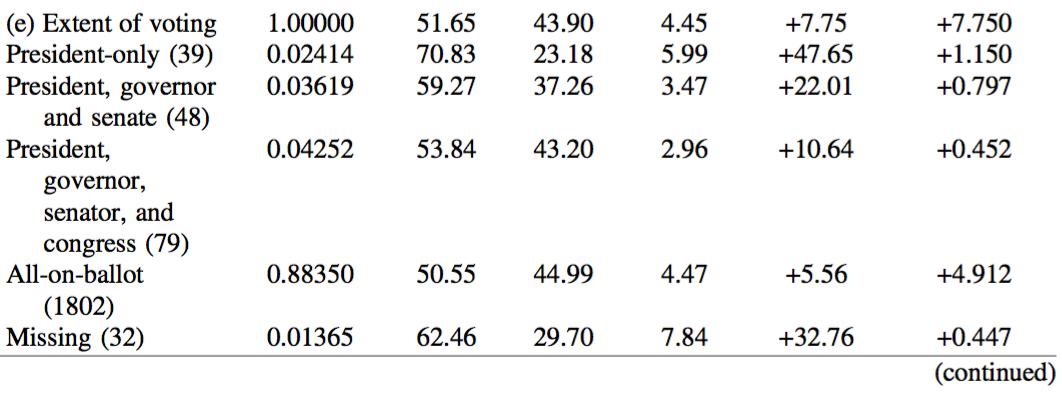 (e) Extent of voting 1.00000 51.65 43.90 4.45 +7.75 +7.750
President-only (39) 0.02414 70.83 23.18 5.99 +47.65 +1.150
President, governor 0.03619 59.27 37.26 3.47 +22.01 +0.797
and senate (48)
President, 0.04252 53.84 43.20 2.96 +10.64 +0.452
governor,
senator, and
congress (79)
All-on-ballot 0.88350 50.55 44.99 4.47 +5.56 +4.912
(1802)
Missing (32) 0.01365 62.46 29.70 7.84 +32.76 +0.447
(continued)